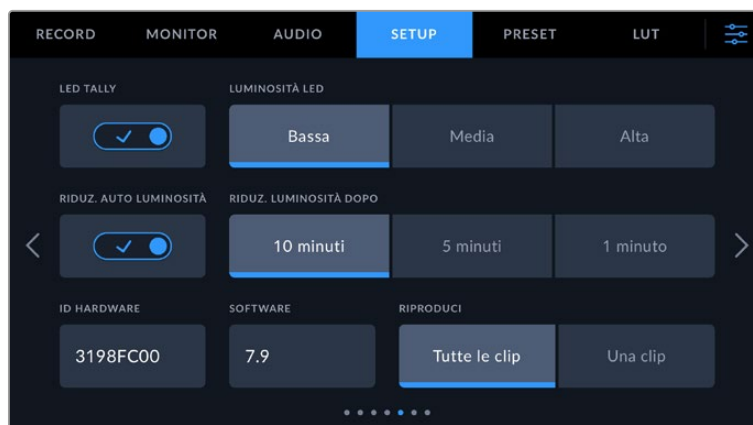 RECORD MONITOR AUDIO SETUP PRESET LUT
LED TALLY LUMINOSITÀ LED
Bassa Media Alta
RIDUZ. AUTO LUMINOSITÀ RIDUZ. LUMINOSITÀ DOPO
10 minuti 5 minuti 1 minuto
ID HARDWARE SOFTWARE RIPRODUCI
3198FC00 7.9 Tutte le clip Una clip